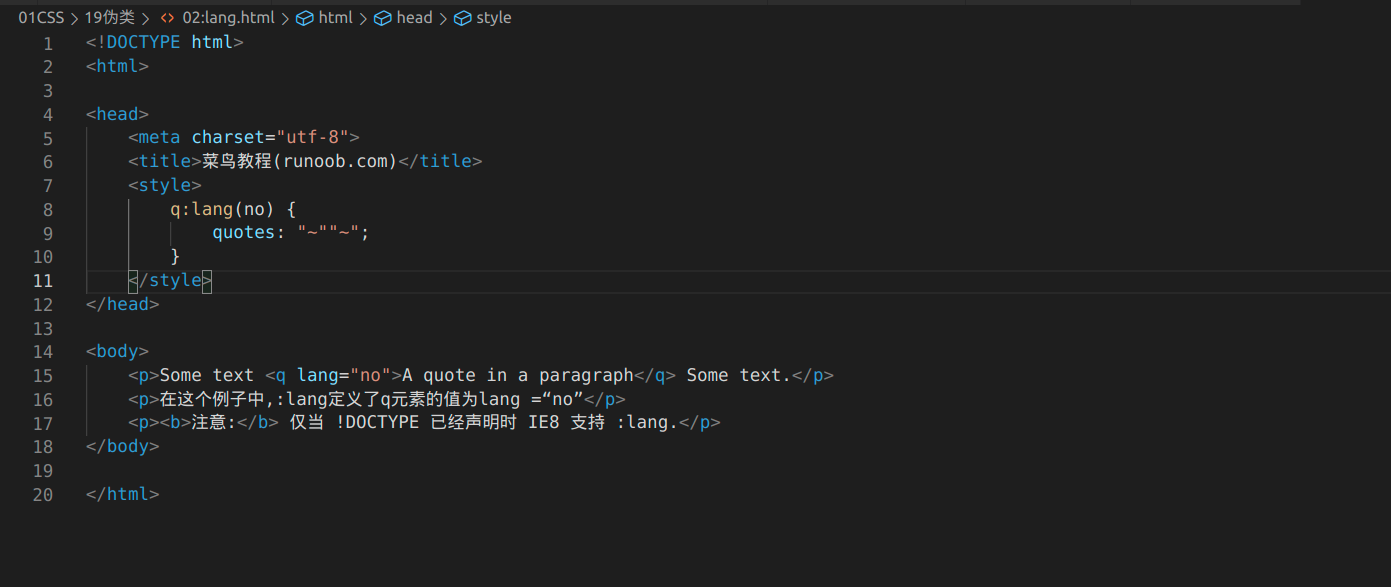 01CSS > 19伪类 > <> 02:lang.html > html > head > style
1 <!DOCTYPE html>
2 <html>
3
4 <head>
5     <meta charset="utf-8">
6     <title>菜鸟教程(runoob.com)</title>
7     <style>
8         q:lang(no) {
9             quotes: "~""~";
10         }
11     </style>
12 </head>
13
14 <body>
15     <p>Some text <q lang="no">A quote in a paragraph</q> Some text.</p>
16     <p>在这个例子中,:lang定义了q元素的值为lang =“no”</p>
17     <p><b>注意:</b> 仅当 !DOCTYPE 已经声明时 IE8 支持 :lang.</p>
18 </body>
19
20 </html>